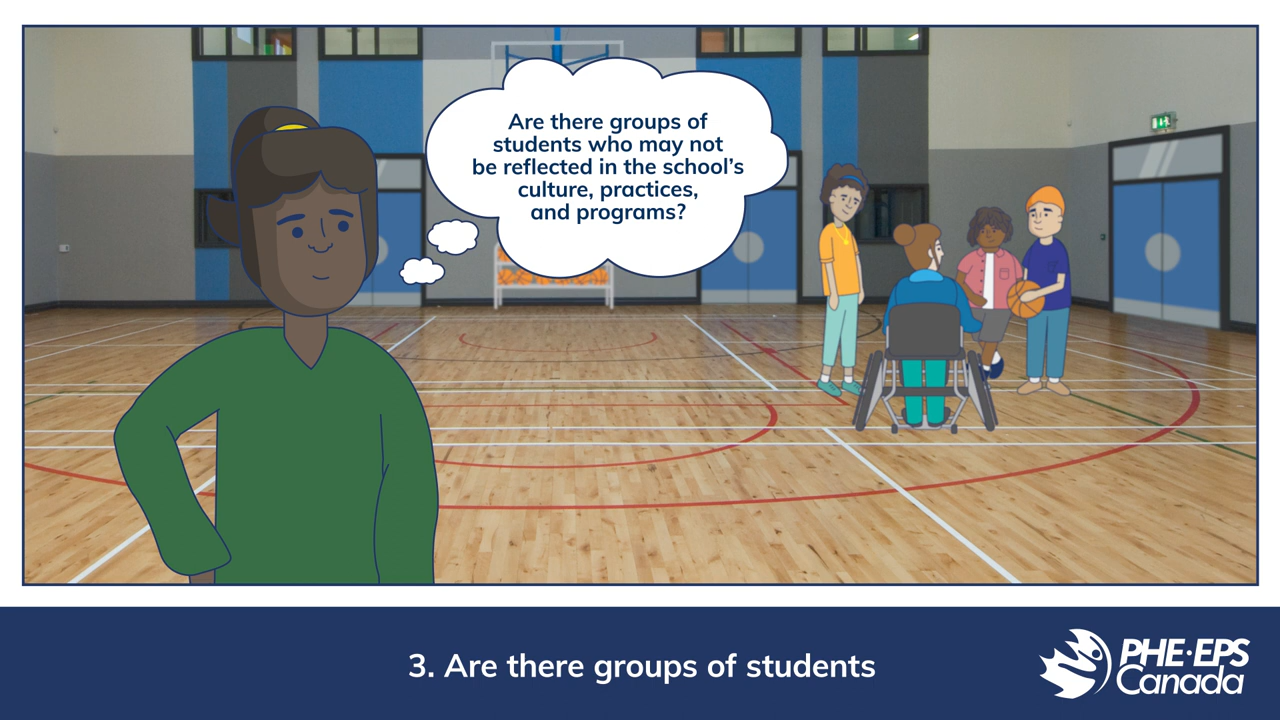 Are there groups of
students who may not
be reflected in the school’s
culture, practices,
and programs?
3. Are there groups of students
PHE·EPS
Canada